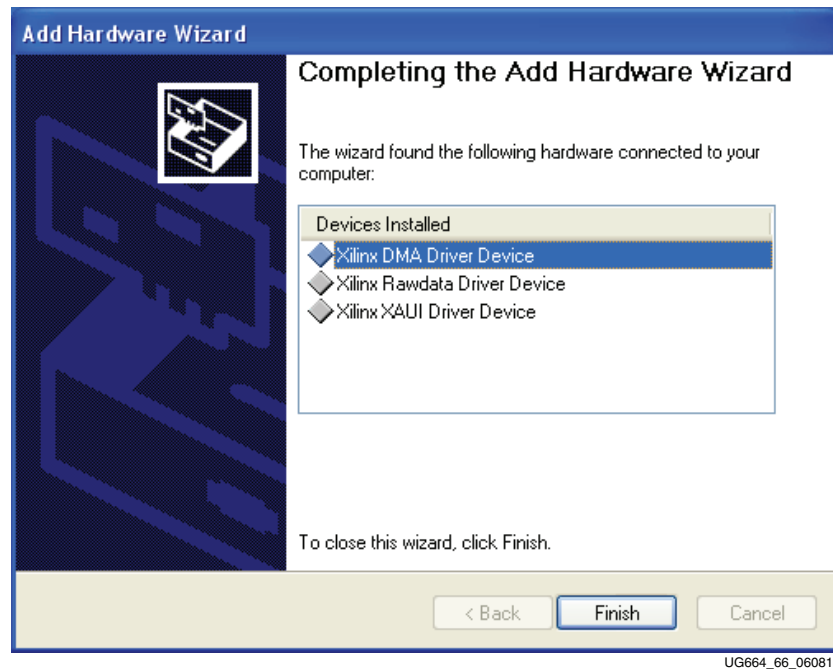 Add Hardware Wizard
Completing the Add Hardware Wizard
The wizard found the following hardware connected to your
computer:
Devices Installed
Xilinx DMA Driver Device
Xilinx Rawdata Driver Device
Xilinx XAUI Driver Device
To close this wizard, click Finish.
< Back
Finish
Cancel
UG664_66_06081